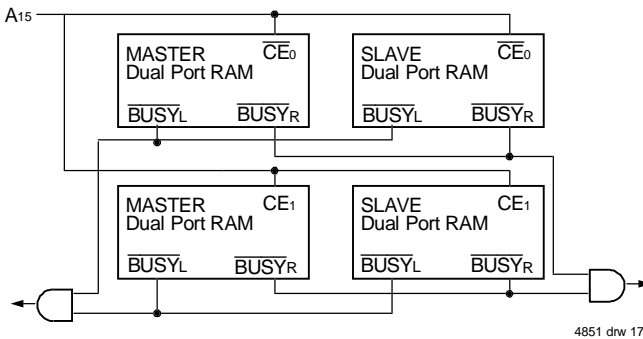 A15
MASTER CE0
Dual Port RAM
BUSYL BUSYR
SLAVE CE0
Dual Port RAM
BUSYL BUSYR
MASTER CE1
Dual Port RAM
BUSYL BUSYR
SLAVE CE1
Dual Port RAM
BUSYL BUSYR
4851 drw 17